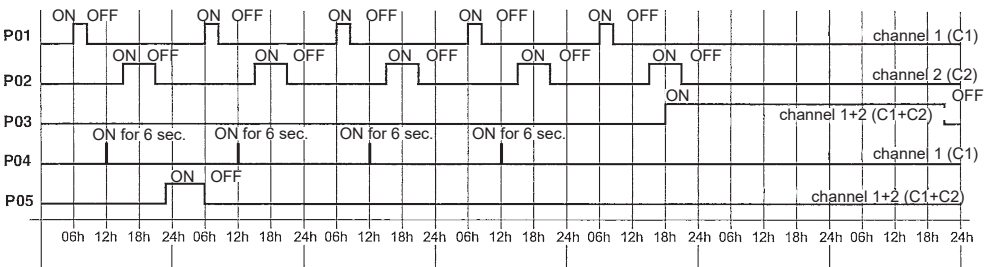 ON OFF ON OFF ON OFF ON OFF ON OFF
P01 channel 1 (C1)
ON OFF ON OFF ON OFF ON OFF ON OFF
P02 channel 2 (C2)
ON OFF
P03 channel 1+2 (C1+C2)
ON for 6 sec. ON for 6 sec. ON for 6 sec. ON for 6 sec.
P04 channel 1 (C1)
ON OFF
P05 channel 1+2 (C1+C2)
06h 12h 18h 24h 06h 12h 18h 24h 06h 12h 18h 24h 06h 12h 18h 24h 06h 12h 18h 24h 06h 12h 18h 24h 06h 12h 18h 24h